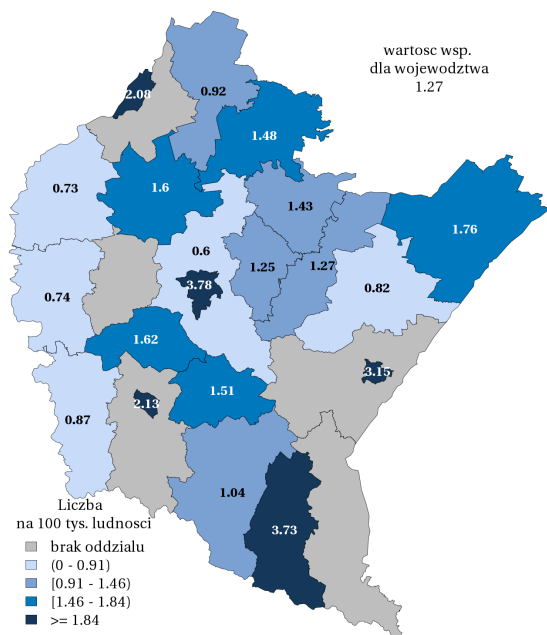 wartosc wsp.
dla wojewodztwa
1.27
2.08
0.92
1.48
0.73
1.6
1.43
1.76
0.6
1.25
1.27
0.74
3.78
0.82
1.62
3.15
1.51
2.13
0.87
1.04
3.73
Liczba
na 100 tys. ludnosci
brak oddzialu
(0 - 0.91)
[0.91 - 1.46)
[1.46 - 1.84)
>= 1.84